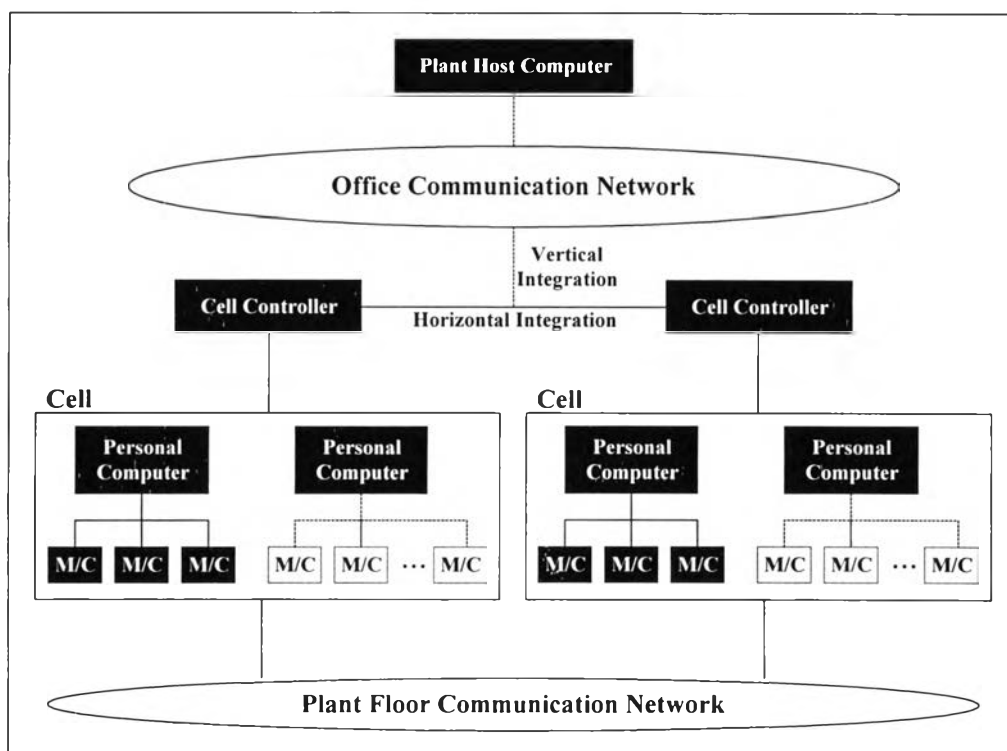 Plant Host Computer
Office Communication Network
Vertical
Integration
Cell Controller
Cell Controller
Horizontal Integration
Cell
Cell
Personal
Computer
Personal
Computer
Personal
Computer
Personal
Computer
M/C M/C M/C M/C M/C ... M/C
M/C M/C M/C M/C M/C ... M/C
Plant Floor Communication Network